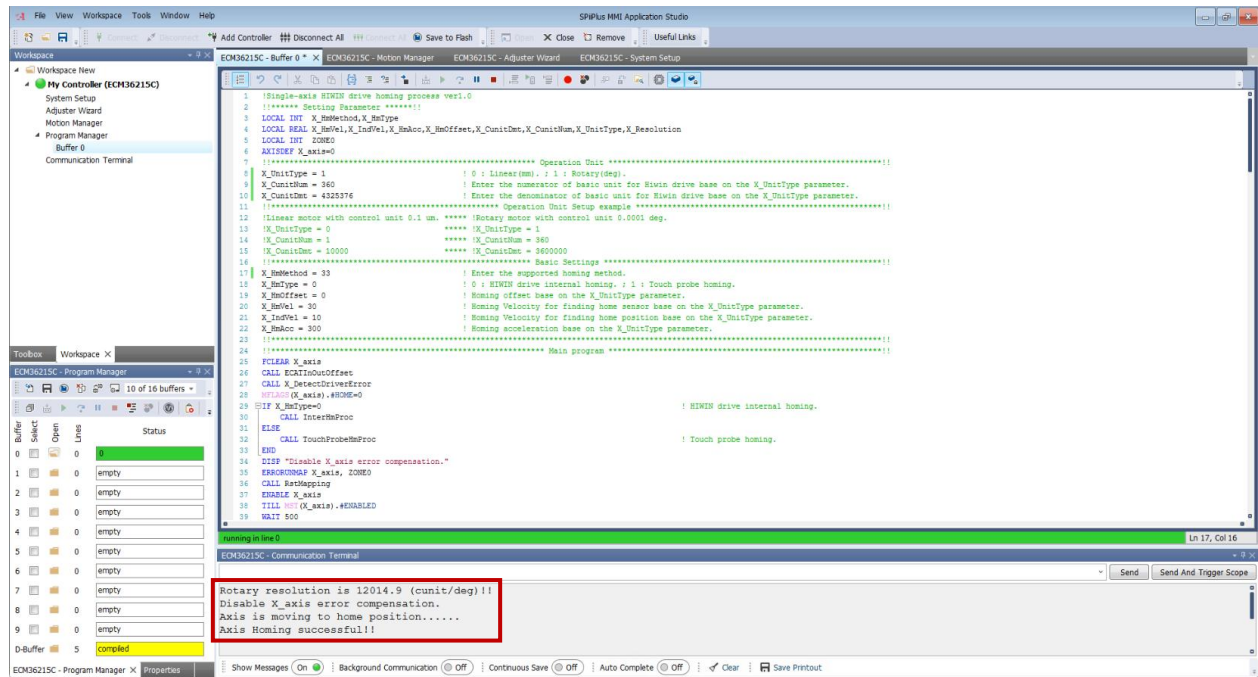 File View Workspace Tools Window Help
SPiiPlus MMI Application Studio
Connect Disconnect Add Controller Disconnect All Connect All Save to Flash Open Close Remove Useful Links
Workspace
Workspace New
My Controller (ECM36215C)
System Setup
Adjuster Wizard
Motion Manager
Program Manager
Buffer 0
Communication Terminal
Toolbox Workspace
ECM36215C - Program Manager
10 of 16 buffers
Buffer Select Open Lines Status
0 0 0
1 0 empty
2 0 empty
3 0 empty
4 0 empty
5 0 empty
6 0 empty
7 0 empty
8 0 empty
9 0 empty
D-Buffer 5 compiled
ECM36215C - Program Manager Properties
ECM36215C - Buffer 0 * ECM36215C - Motion Manager ECM36215C - Adjuster Wizard ECM36215C - System Setup
1 !Single-axis HIWIN drive homing process ver1.0
2 !!****** Setting Parameter ******!!
3 LOCAL INT X_HmMethod,X_HmType
4 LOCAL REAL X_HmVel,X_IndVel,X_HmAcc,X_HmOffset,X_CunitDmt,X_CunitNum,X_UnitType,X_Resolution
5 LOCAL INT ZONE0
6 AXISDEF X_axis=0
7 !!****************** Operation Unit ******************!!
8 X_UnitType = 1 ! 0 : Linear(mm). ; 1 : Rotary(deg).
9 X_CunitNum = 360 ! Enter the numerator of basic unit for Hiwin drive base on the X_UnitType parameter.
10 X_CunitDmt = 4325376 ! Enter the denominator of basic unit for Hiwin drive base on the X_UnitType parameter.
11 !!****************** Operation Unit Setup example ******************!!
12 !Linear motor with control unit 0.1 um. ***** !Rotary motor with control unit 0.0001 deg.
13 !X_UnitType = 0 ***** !X_UnitType = 1
14 !X_CunitNum = 1 ***** !X_CunitNum = 360
15 !X_CunitDmt = 10000 ***** !X_CunitDmt = 3600000
16 !!****************** Basic Settings ******************!!
17 X_HmMethod = 33 ! Enter the supported homing method.
18 X_HmType = 0 ! 0 : HIWIN drive internal homing. ; 1 : Touch probe homing.
19 X_HmOffset = 0 ! Homing offset base on the X_UnitType parameter.
20 X_HmVel = 30 ! Homing Velocity for finding home sensor base on the X_UnitType parameter.
21 X_IndVel = 10 ! Homing Velocity for finding home position base on the X_UnitType parameter.
22 X_HmAcc = 300 ! Homing acceleration base on the X_UnitType parameter.
23 !!************************************!!
24 !!****************** Main program ******************!!
25 FCLEAR X_axis
26 CALL ECATInOutOffset
27 CALL X_DetectDriverError
28 MFLAGS(X_axis).#HOME=0
29 IF X_HmType=0 ! HIWIN drive internal homing.
30 CALL InterHmProc
31 ELSE
32 CALL TouchProbeHmProc ! Touch probe homing.
33 END
34 DISP "Disable X_axis error compensation."
35 ERRORUNMAP X_axis, ZONE0
36 CALL RstMapping
37 ENABLE X_axis
38 TILL MST(X_axis).#ENABLED
39 WAIT 500
running in line 0 Ln 17, Col 16
ECM36215C - Communication Terminal
Send Send And Trigger Scope
Rotary resolution is 12014.9 (cunit/deg)!!
Disable X_axis error compensation.
Axis is moving to home position......
Axis Homing successful!!
Show Messages On Background Communication Off Continuous Save Off Auto Complete Off Clear Save Printout